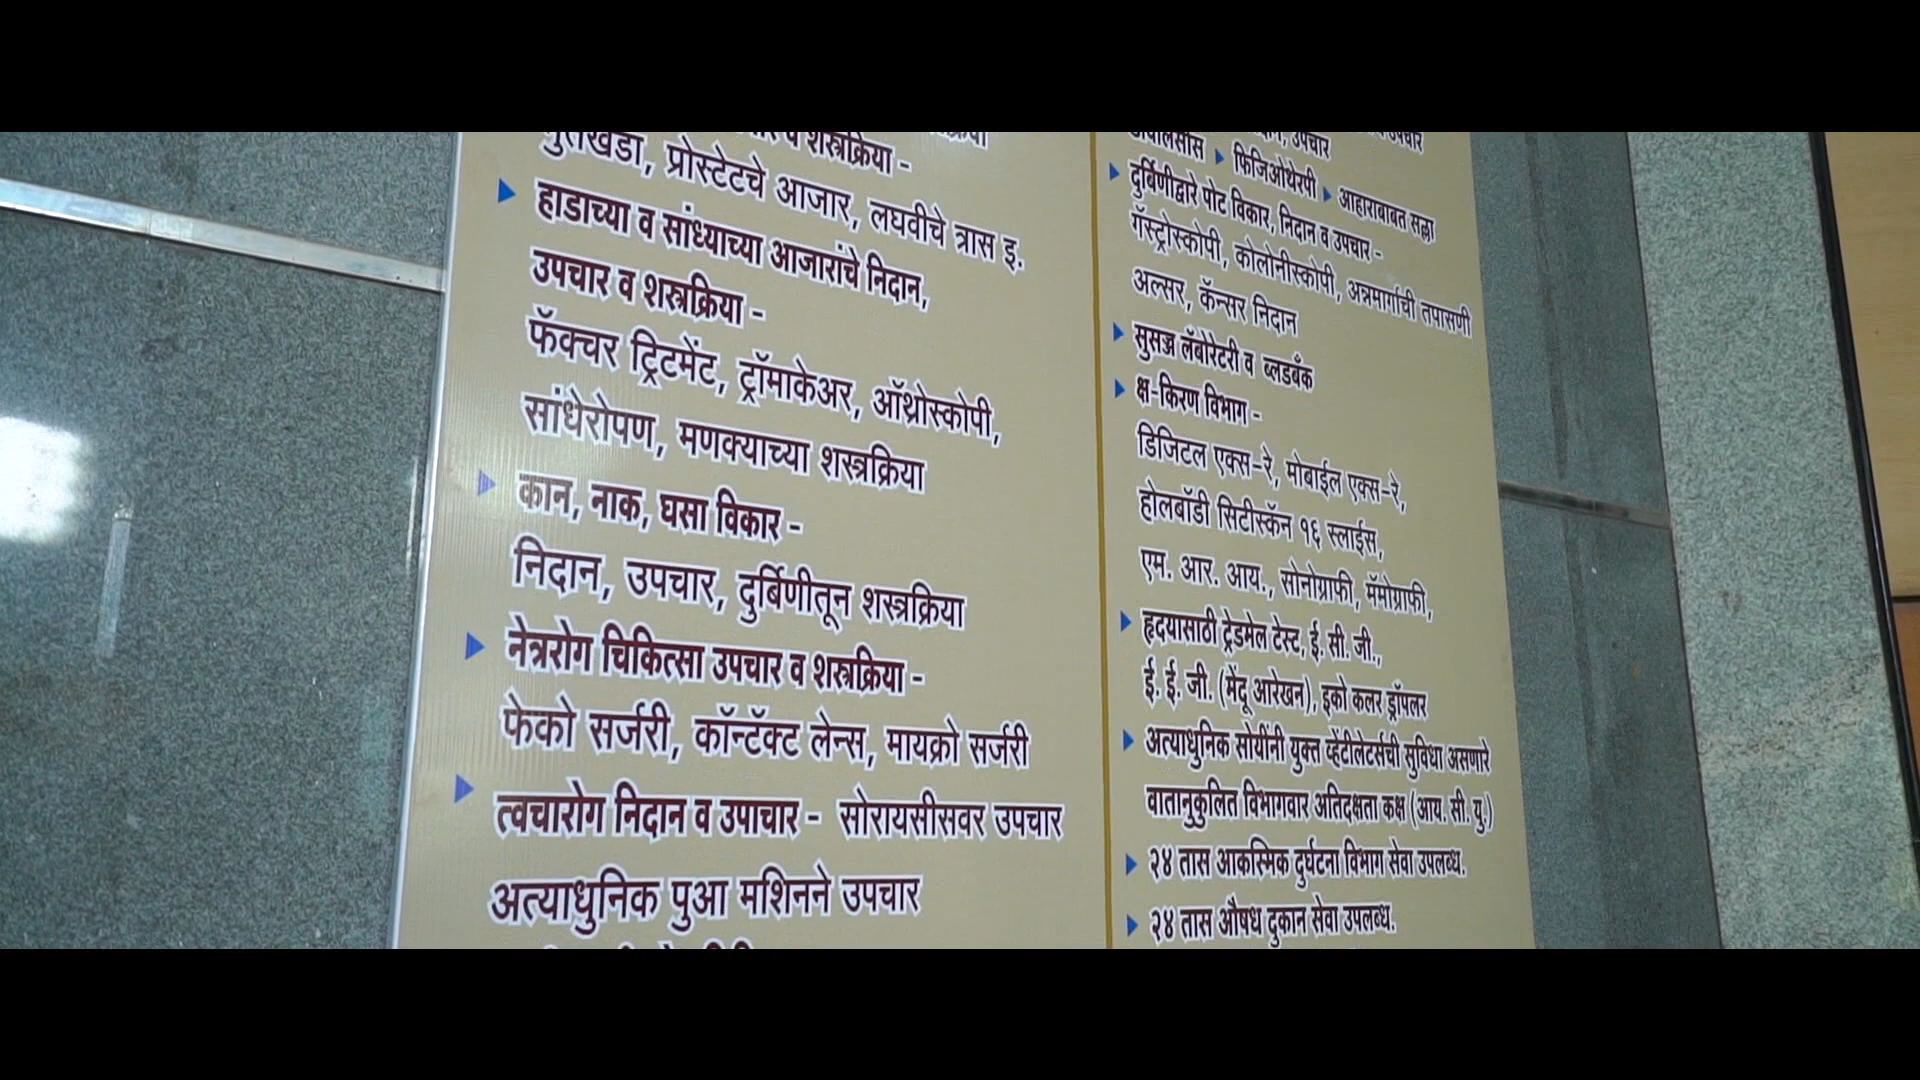 व शस्त्रक्रिया -
मुतखडा, प्रोस्टेटचे आजार, लघवीचे त्रास इ.
हाडाच्या व सांध्याच्या आजारांचे निदान,
उपचार व शस्त्रक्रिया -
फॅक्चर ट्रिटमेंट, ट्रॉमाकेअर, ऑथ्रोस्कोपी,
सांधेरोपण, मणक्याच्या शस्त्रक्रिया
कान, नाक, घसा विकार -
निदान, उपचार, दुर्बिणीतून शस्त्रक्रिया
नेत्ररोग चिकित्सा उपचार व शस्त्रक्रिया -
फेको सर्जरी, कॉन्टॅक्ट लेन्स, मायक्रो सर्जरी
त्वचारोग निदान व उपाचार - सोरायसीसवर उपचार
अत्याधुनिक पुआ मशिनने उपचार
उपचार
फिजिओथेरपी आहाराबाबत सल्ला
दुर्बिणीद्वारे पोट विकार, निदान व उपचार -
गॅस्ट्रोस्कोपी, कोलोनीस्कोपी, अन्नमार्गाची तपासणी
अल्सर, कॅन्सर निदान
सुसज्ज लॅबोरेटरी व ब्लडबँक
क्ष-किरण विभाग -
डिजिटल एक्स-रे, मोबाईल एक्स-रे,
होलबॉडी सिटीस्कॅन १६ स्लाईस,
एम. आर. आय., सोनोग्राफी, मॅमोग्राफी,
हृदयासाठी ट्रेडमेल टेस्ट, ई. सी. जी.,
ई. ई. जी. (मेंदू आरेखन), इको कलर ड्रॉपलर
अत्याधुनिक सोयींनी युक्त व्हेंटीलेटर्सची सुविधा असणारे
वातानुकुलित विभागवार अतिदक्षता कक्ष (आय. सी. यु.)
२४ तास आकस्मिक दुर्घटना विभाग सेवा उपलब्ध.
२४ तास औषध दुकान सेवा उपलब्ध.